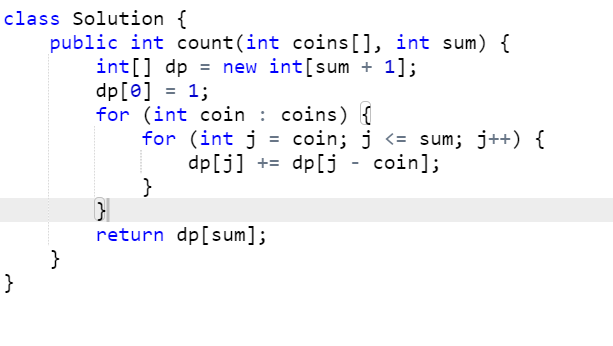 class Solution {
    public int count(int coins[], int sum) {
        int[] dp = new int[sum + 1];
        dp[0] = 1;
        for (int coin : coins) {
            for (int j = coin; j <= sum; j++) {
                dp[j] += dp[j - coin];
            }
        }
        return dp[sum];
    }
}